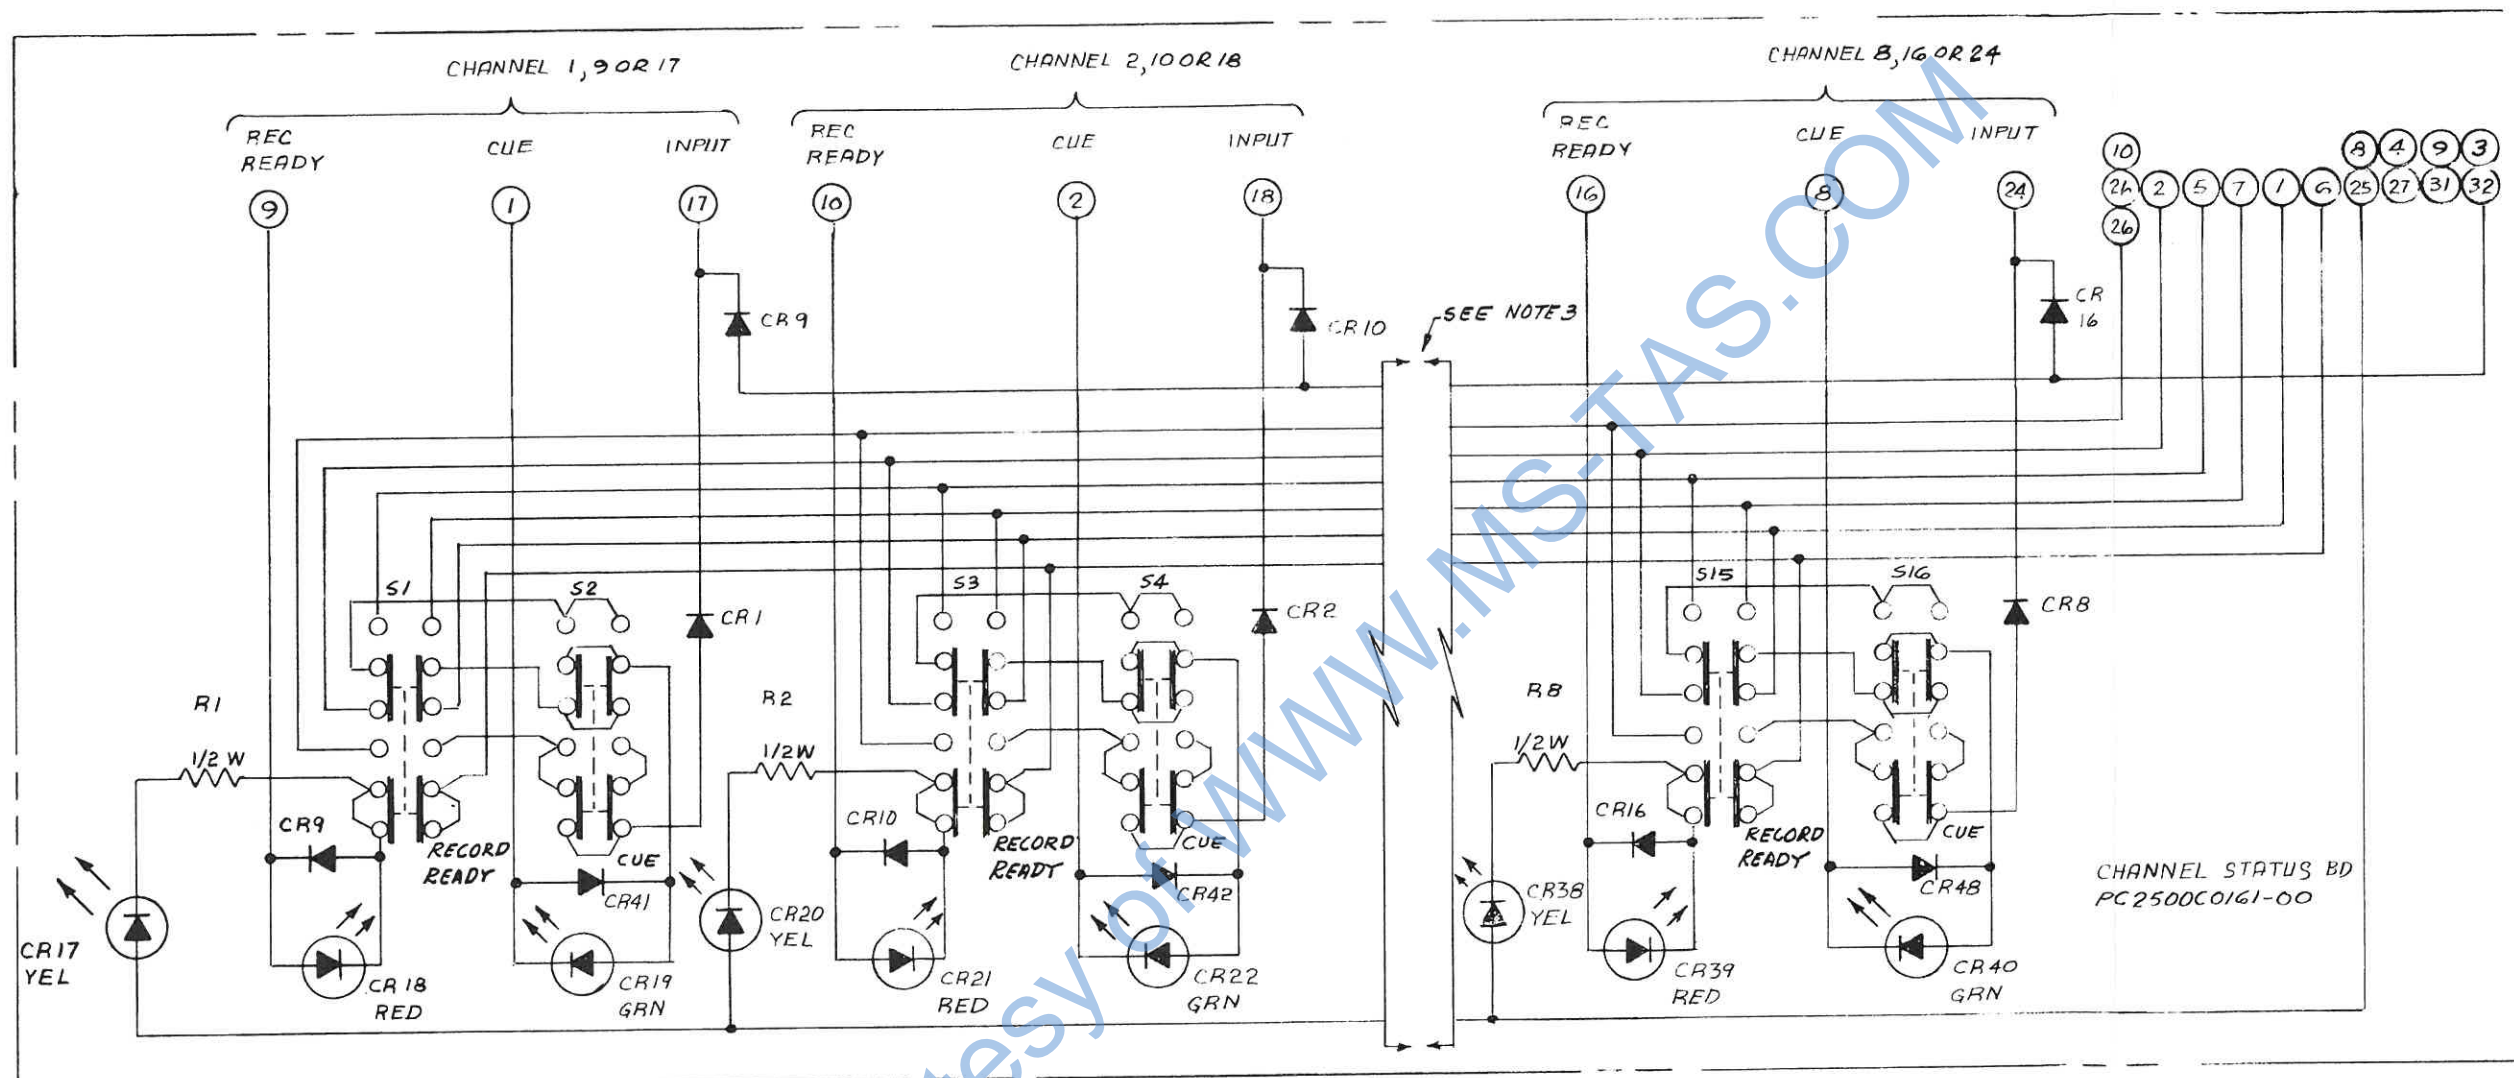 CHANNEL 1,9 OR 17
CHANNEL 2,10 OR 18
CHANNEL 8,16 OR 24
REC
READY
CUE
INPUT
REC
READY
CUE
INPUT
REC
READY
CUE
INPUT
9
1
17
10
2
18
16
8
24
10
26
26
2
5
7
1
6
8
25
4
27
9
31
3
32
CR9
CR10
SEE NOTE 3
CR
16
S1
S2
CR1
S3
S4
CR2
S15
S16
CR8
R1
1/2 W
R2
1/2 W
R8
1/2 W
CR9
RECORD
READY
CUE
CR41
CR10
RECORD
READY
CUE
CR42
CR16
RECORD
READY
CUE
CR48
CR17
YEL
CR18
RED
CR19
GRN
CR20
YEL
CR21
RED
CR22
GRN
CR38
YEL
CR39
RED
CR40
GRN
CHANNEL STATUS BD
PC2500C0161-00
tesy of WWW.MS-TAS.COM